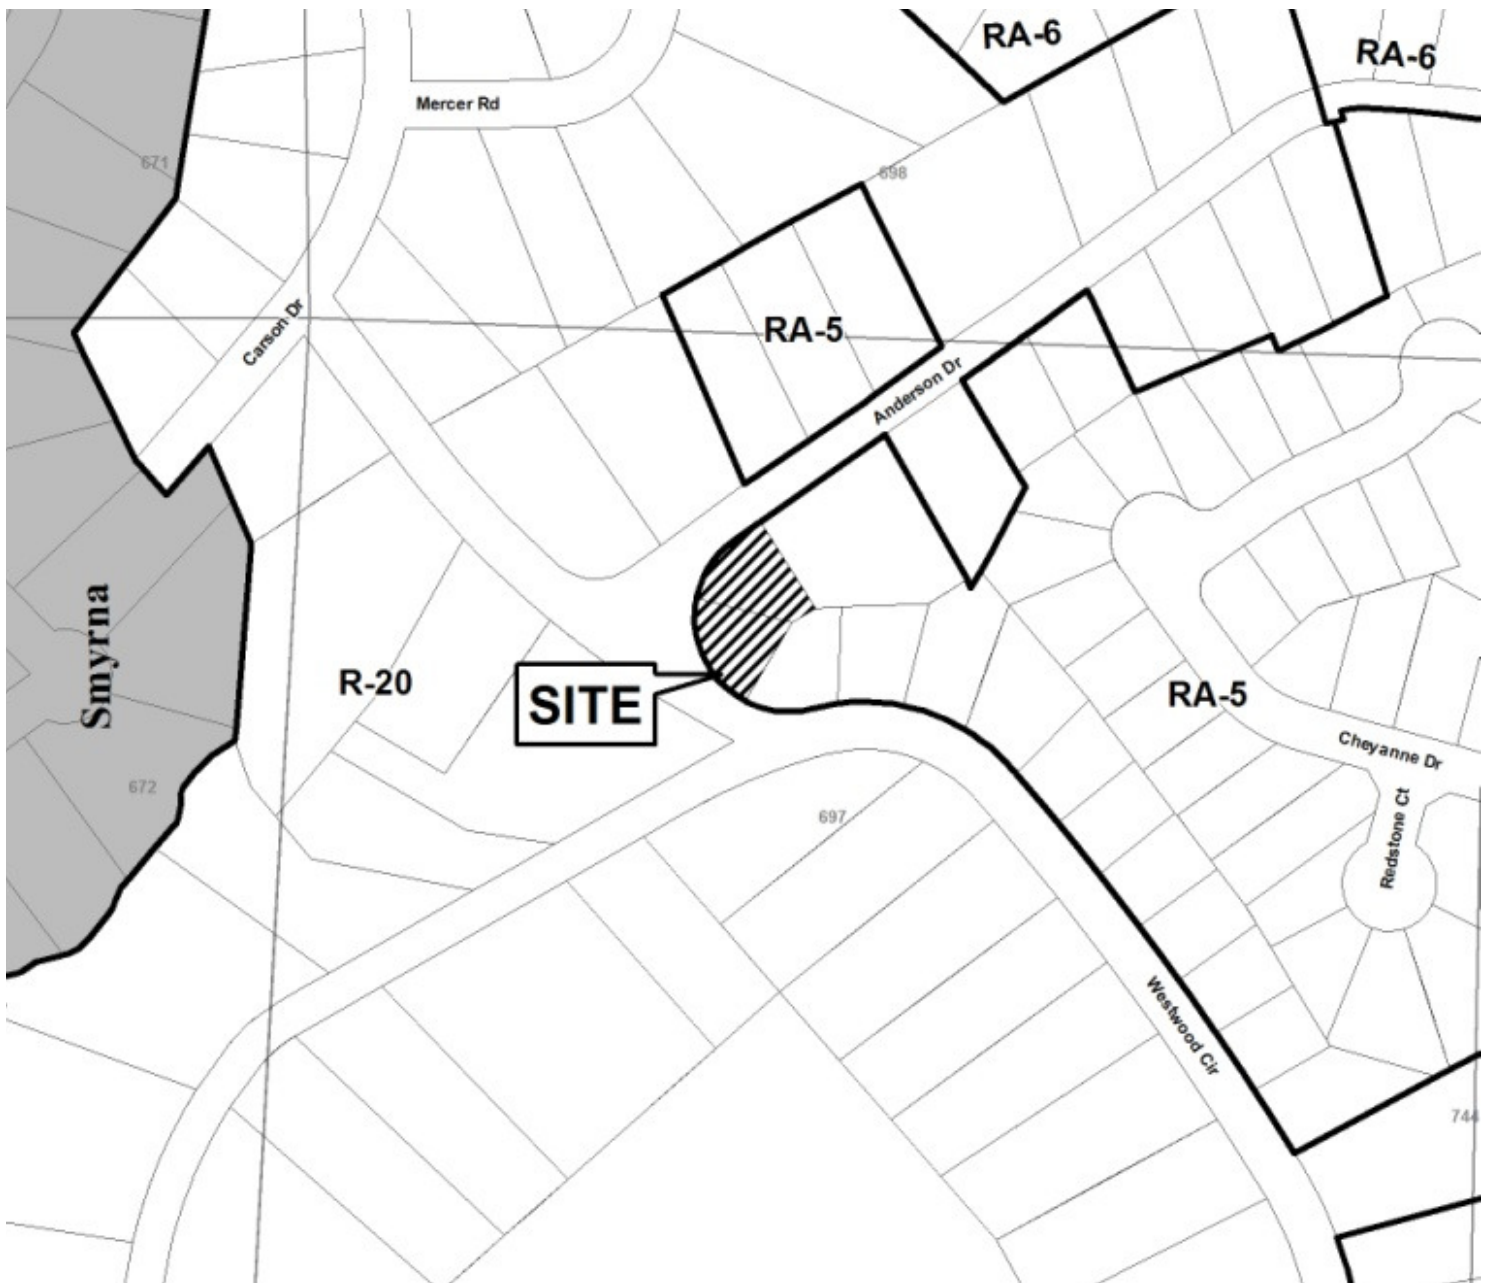 RA-6
RA-6
Mercer Rd
671
698
Carson Dr
RA-5
Anderson Dr
Smyrna
R-20
SITE
RA-5
Cheyanne Dr
672
697
Redstone Ct
Westwood Cir
744